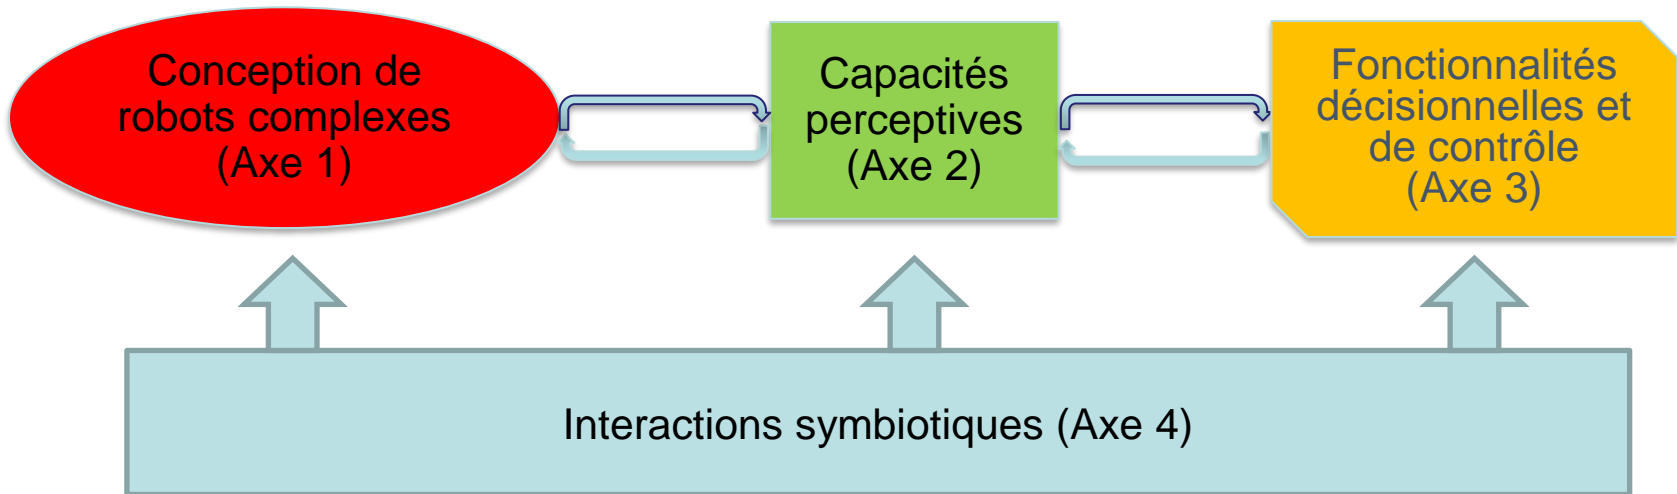 Conception de
robots complexes
(Axe 1)
Capacités
perceptives
(Axe 2)
Fonctionnalités
décisionnelles et
de contrôle
(Axe 3)
Interactions symbiotiques (Axe 4)